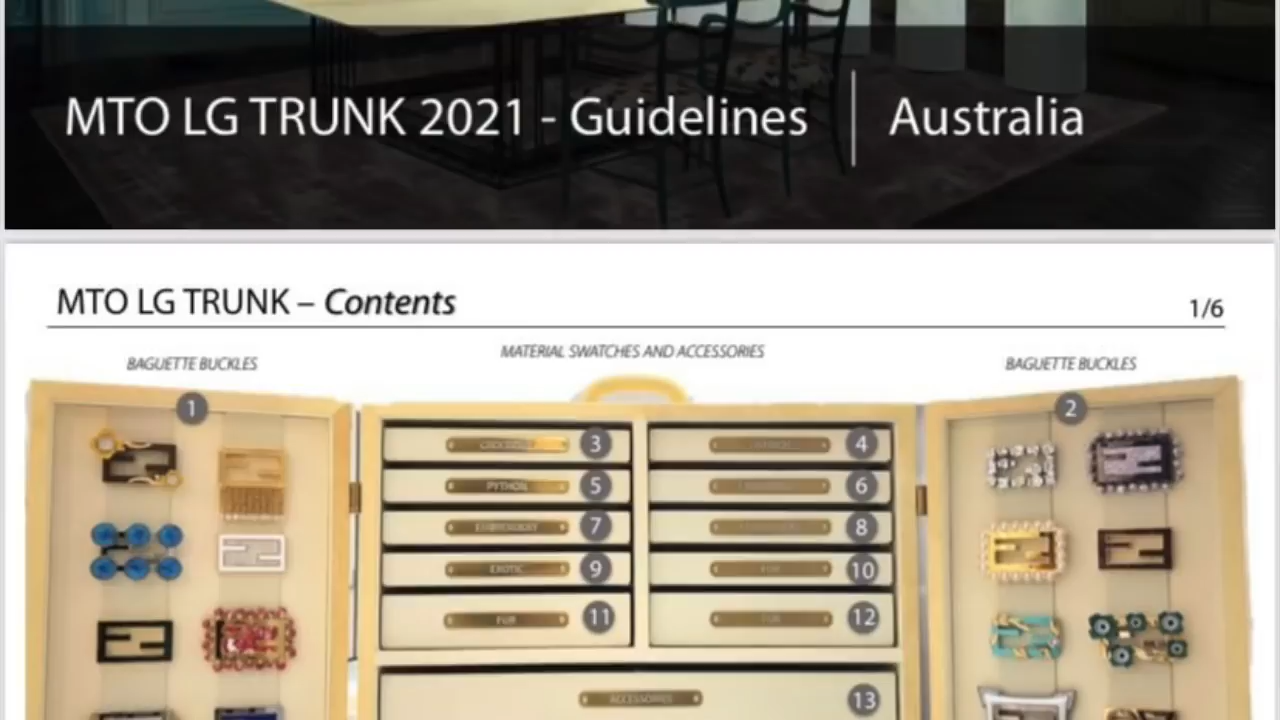 MTO LG TRUNK 2021 - Guidelines | Australia
MTO LG TRUNK – Contents
1/6
BAGUETTE BUCKLES
MATERIAL SWATCHES AND ACCESSORIES
BAGUETTE BUCKLES
1
2
3
4
PYTHON
5
6
EMBROIDERY
7
8
EXOTIC
9
10
FUR
11
FUR
12
ACCESSORIES
13